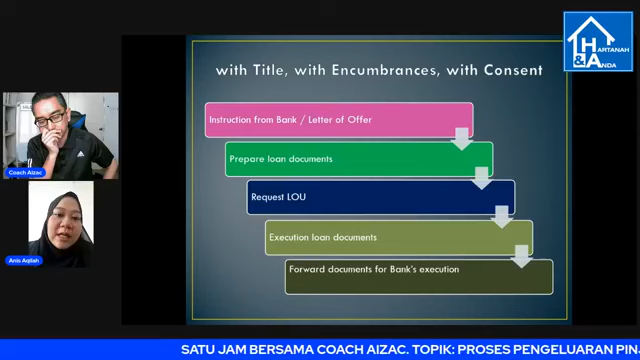 with Title, with Encumbrances, with Consent
HARTANAH
& ANDA
Instruction from Bank / Letter of Offer
Prepare loan documents
Request LOU
Execution loan documents
Forward documents for Bank's execution
Coach Aizac
Anis Aqilah
SATU JAM BERSAMA COACH AIZAC. TOPIK: PROSES PENGELUARAN PINJ